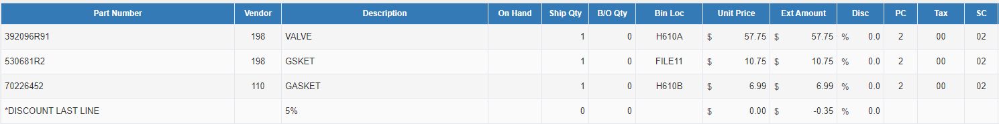 Part Number Vendor Description On Hand Ship Qty B/O Qty Bin Loc Unit Price Ext Amount Disc PC Tax SC
392096R91 198 VALVE 1 0 H610A $ 57.75 $ 57.75 % 0.0 2 00 02
530681R2 198 GSKET 1 0 FILE11 $ 10.75 $ 10.75 % 0.0 2 00 02
70226452 110 GASKET 1 0 H610B $ 6.99 $ 6.99 % 0.0 2 00 02
*DISCOUNT LAST LINE 5% 0 0 $ 0.00 $ -0.35 % 0.0